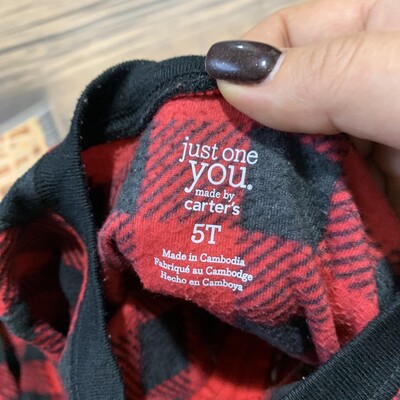 just one
you.
made by
carter's
5T
Made in Cambodia
Fabriqué au Cambodge
Hecho en Camboya